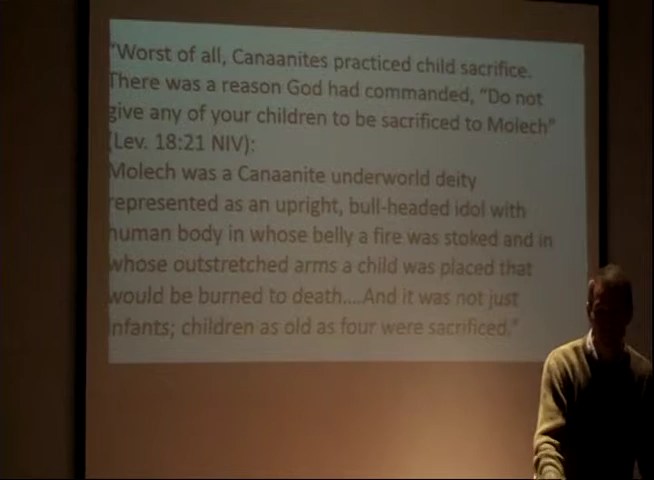 "Worst of all, Canaanites practiced child sacrifice.
There was a reason God had commanded, "Do not
give any of your children to be sacrificed to Molech"
(Lev. 18:21 NIV):
Molech was a Canaanite underworld deity
represented as an upright, bull-headed idol with
human body in whose belly a fire was stoked and in
whose outstretched arms a child was placed that
would be burned to death....And it was not just
infants; children as old as four were sacrificed."